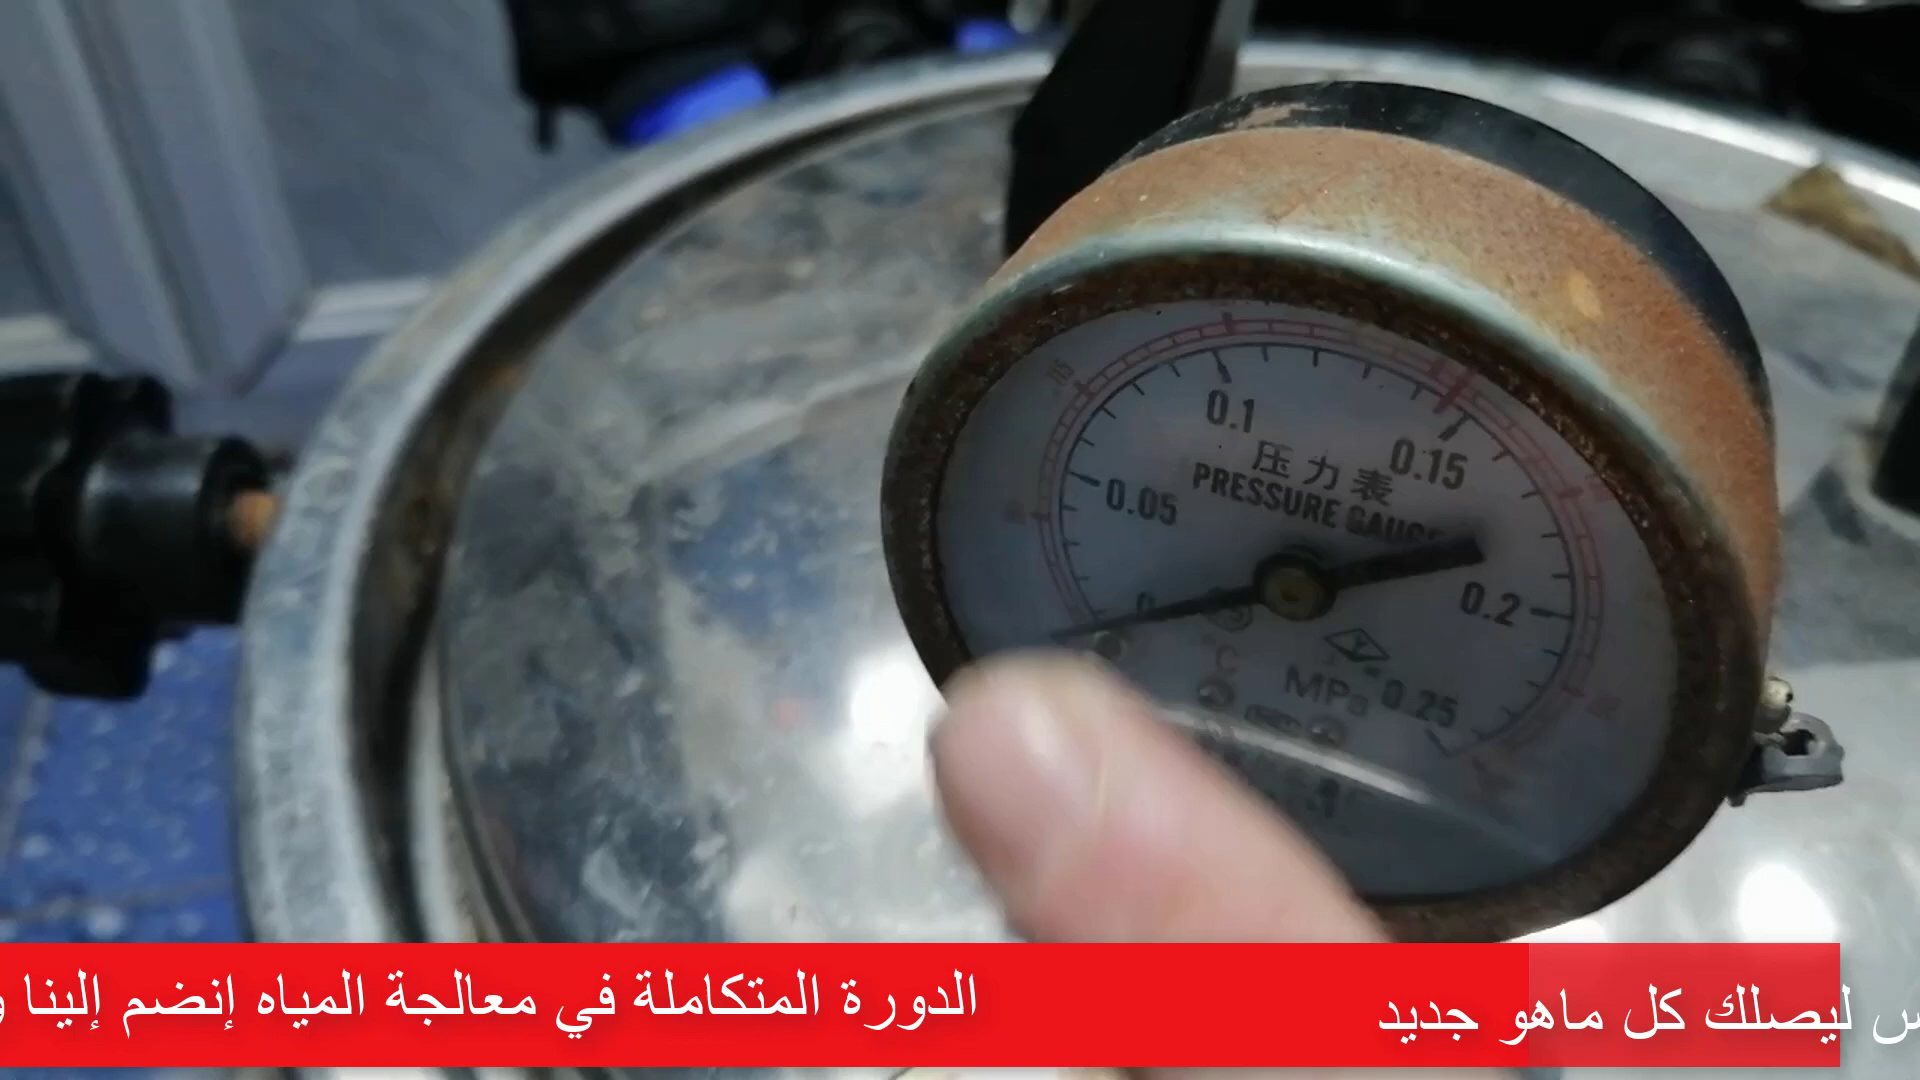 0.1
0.15
压力表
PRESSURE GAUGE
0.05
0.2
MPa
0.25
℃
الدورة المتكاملة في معالجة المياه إنضم إلينا
ليصلك كل ماهو جديد